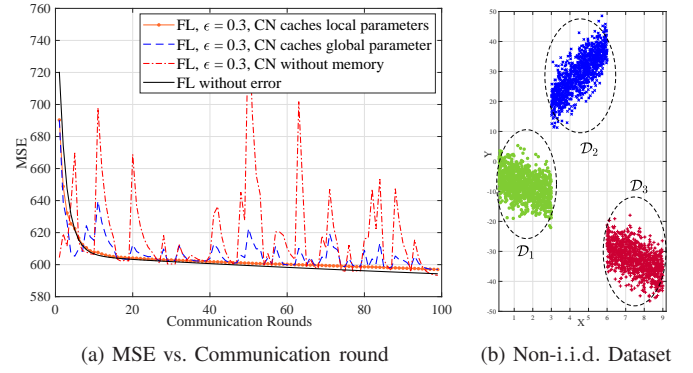 760
740
720
700
680
660
640
620
600
580
MSE
0
20
40
60
80
100
Communication Rounds
FL, ϵ = 0.3, CN caches local parameters
FL, ϵ = 0.3, CN caches global parameter
FL, ϵ = 0.3, CN without memory
FL without error
(a) MSE vs. Communication round
50
40
30
20
10
0
-10
-20
-30
-40
-50
Y
1
2
3
4
5
6
7
8
9
X
D₁
D₂
D₃
(b) Non-i.i.d. Dataset